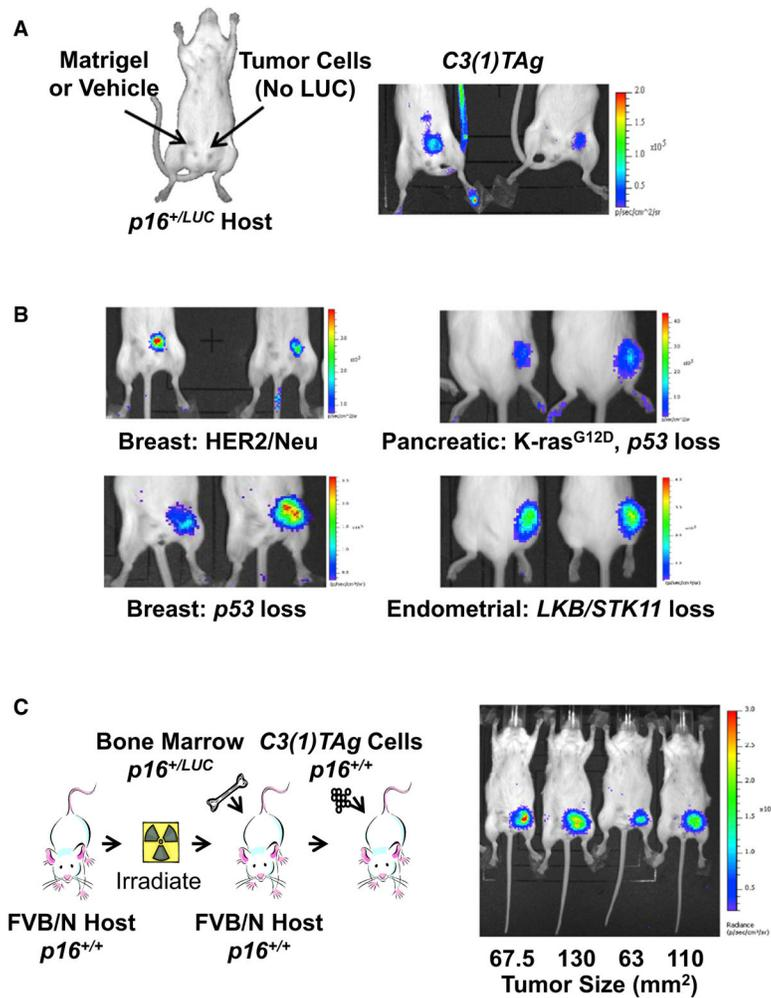 A
Matrigel
or Vehicle
Tumor Cells
(No LUC)
p16+/LUC Host
C3(1)TAg
2.0
1.5
x10⁵
1.0
0.5
p/sec/cm^2/sr
B
Breast: HER2/Neu
Pancreatic: K-rasG12D, p53 loss
Breast: p53 loss
Endometrial: LKB/STK11 loss
C
Bone Marrow
p16+/LUC
C3(1)TAg Cells
p16+/+
Irradiate
FVB/N Host
p16+/+
FVB/N Host
p16+/+
3.0
2.5
2.0
x10
1.5
1.0
0.5
Radiance
(p/sec/cm²/sr)
67.5 130 63 110
Tumor Size (mm²)